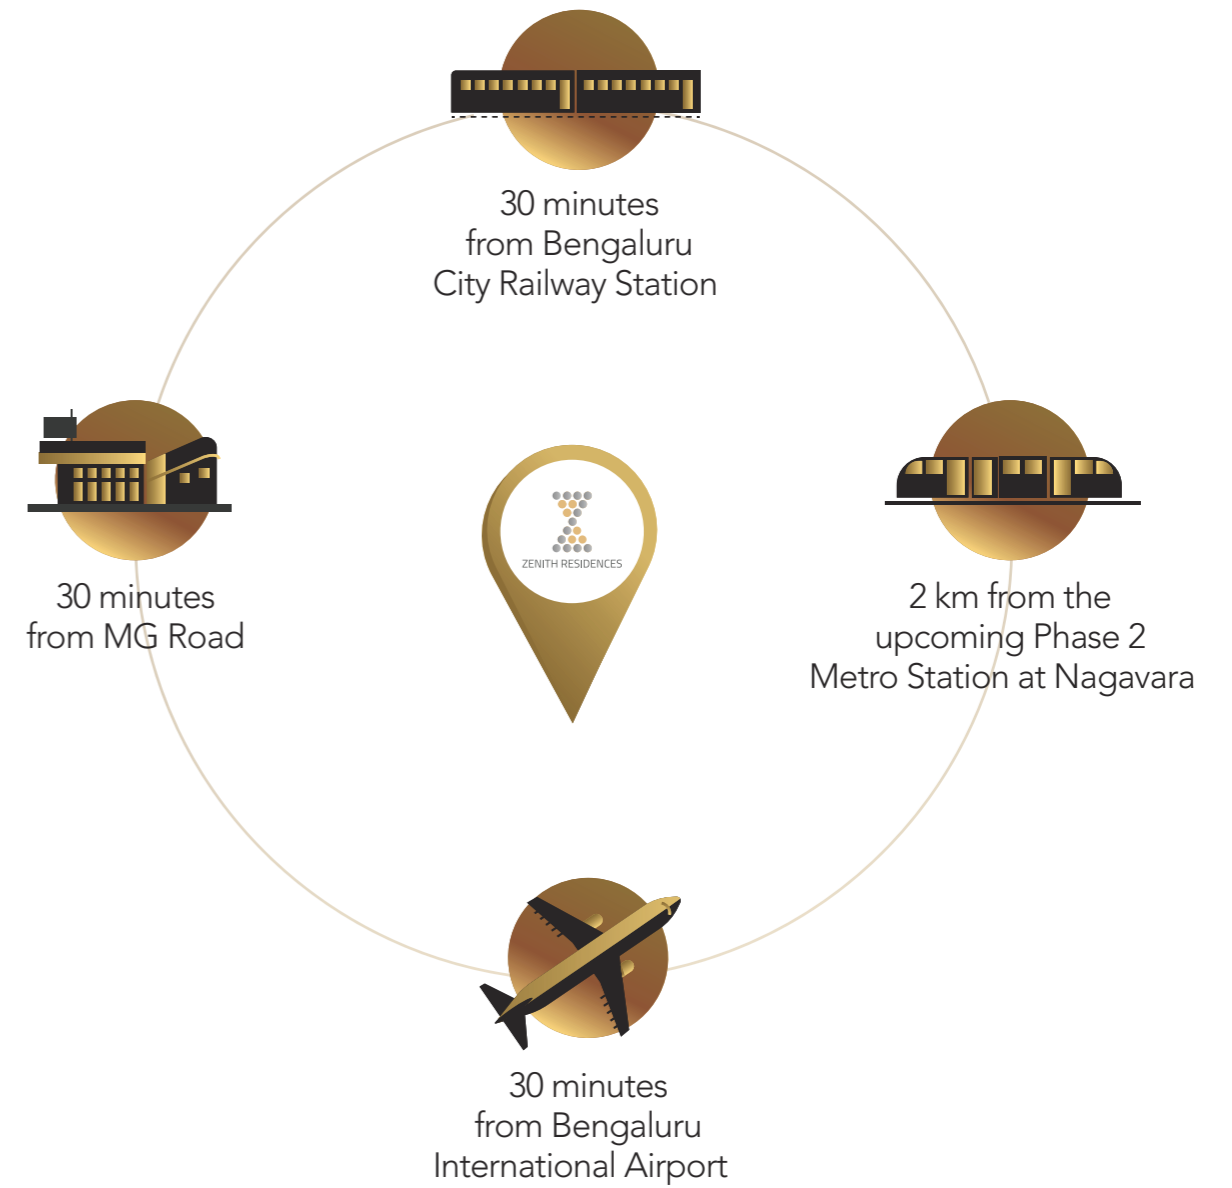 30 minutes
from Bengaluru
City Railway Station
30 minutes
from MG Road
ZENITH RESIDENCES
2 km from the
upcoming Phase 2
Metro Station at Nagavara
30 minutes
from Bengaluru
International Airport